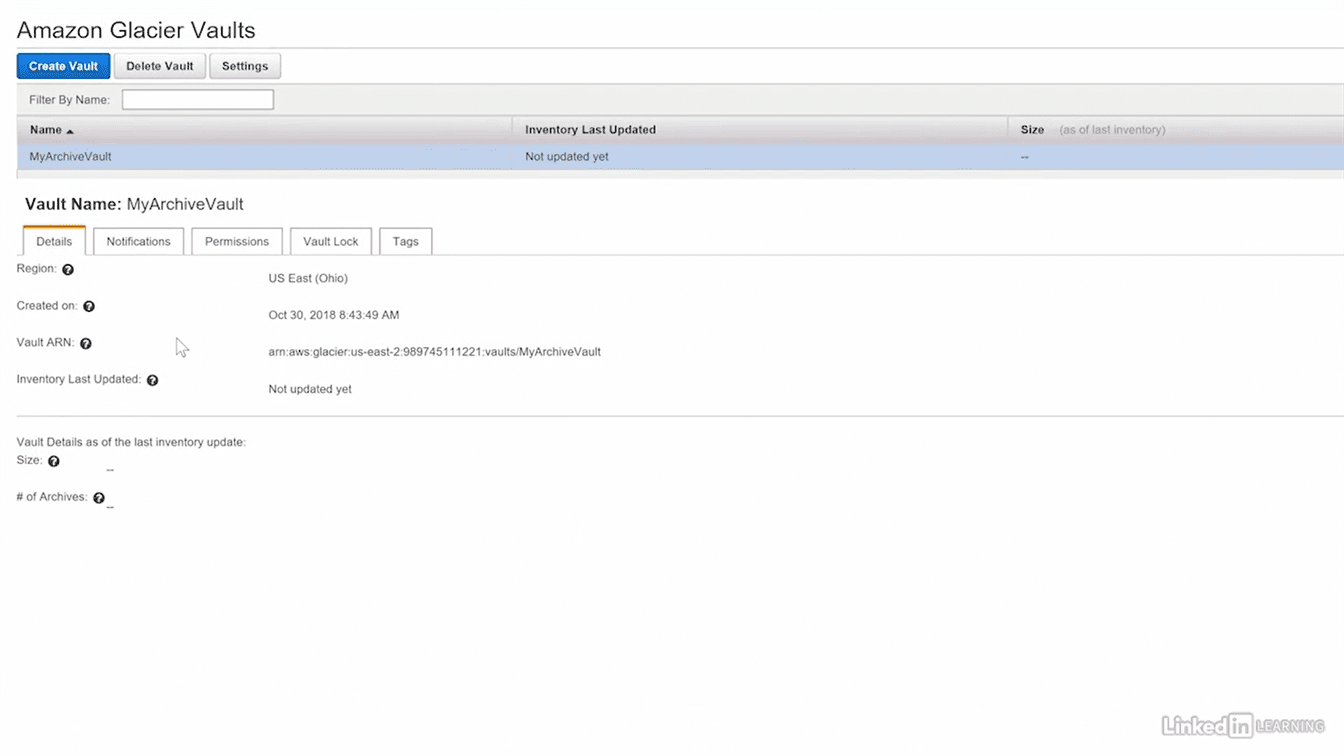 Amazon Glacier Vaults
Create Vault Delete Vault Settings
Filter By Name:
Name Inventory Last Updated Size (as of last inventory)
MyArchiveVault Not updated yet --
Vault Name: MyArchiveVault
Details Notifications Permissions Vault Lock Tags
Region: ?
US East (Ohio)
Created on: ?
Oct 30, 2018 8:43:49 AM
Vault ARN: ?
arn:aws:glacier:us-east-2:989745111221:vaults/MyArchiveVault
Inventory Last Updated: ?
Not updated yet
Vault Details as of the last inventory update:
Size: ?
--
# of Archives: ?
--
Linked in LEARNING